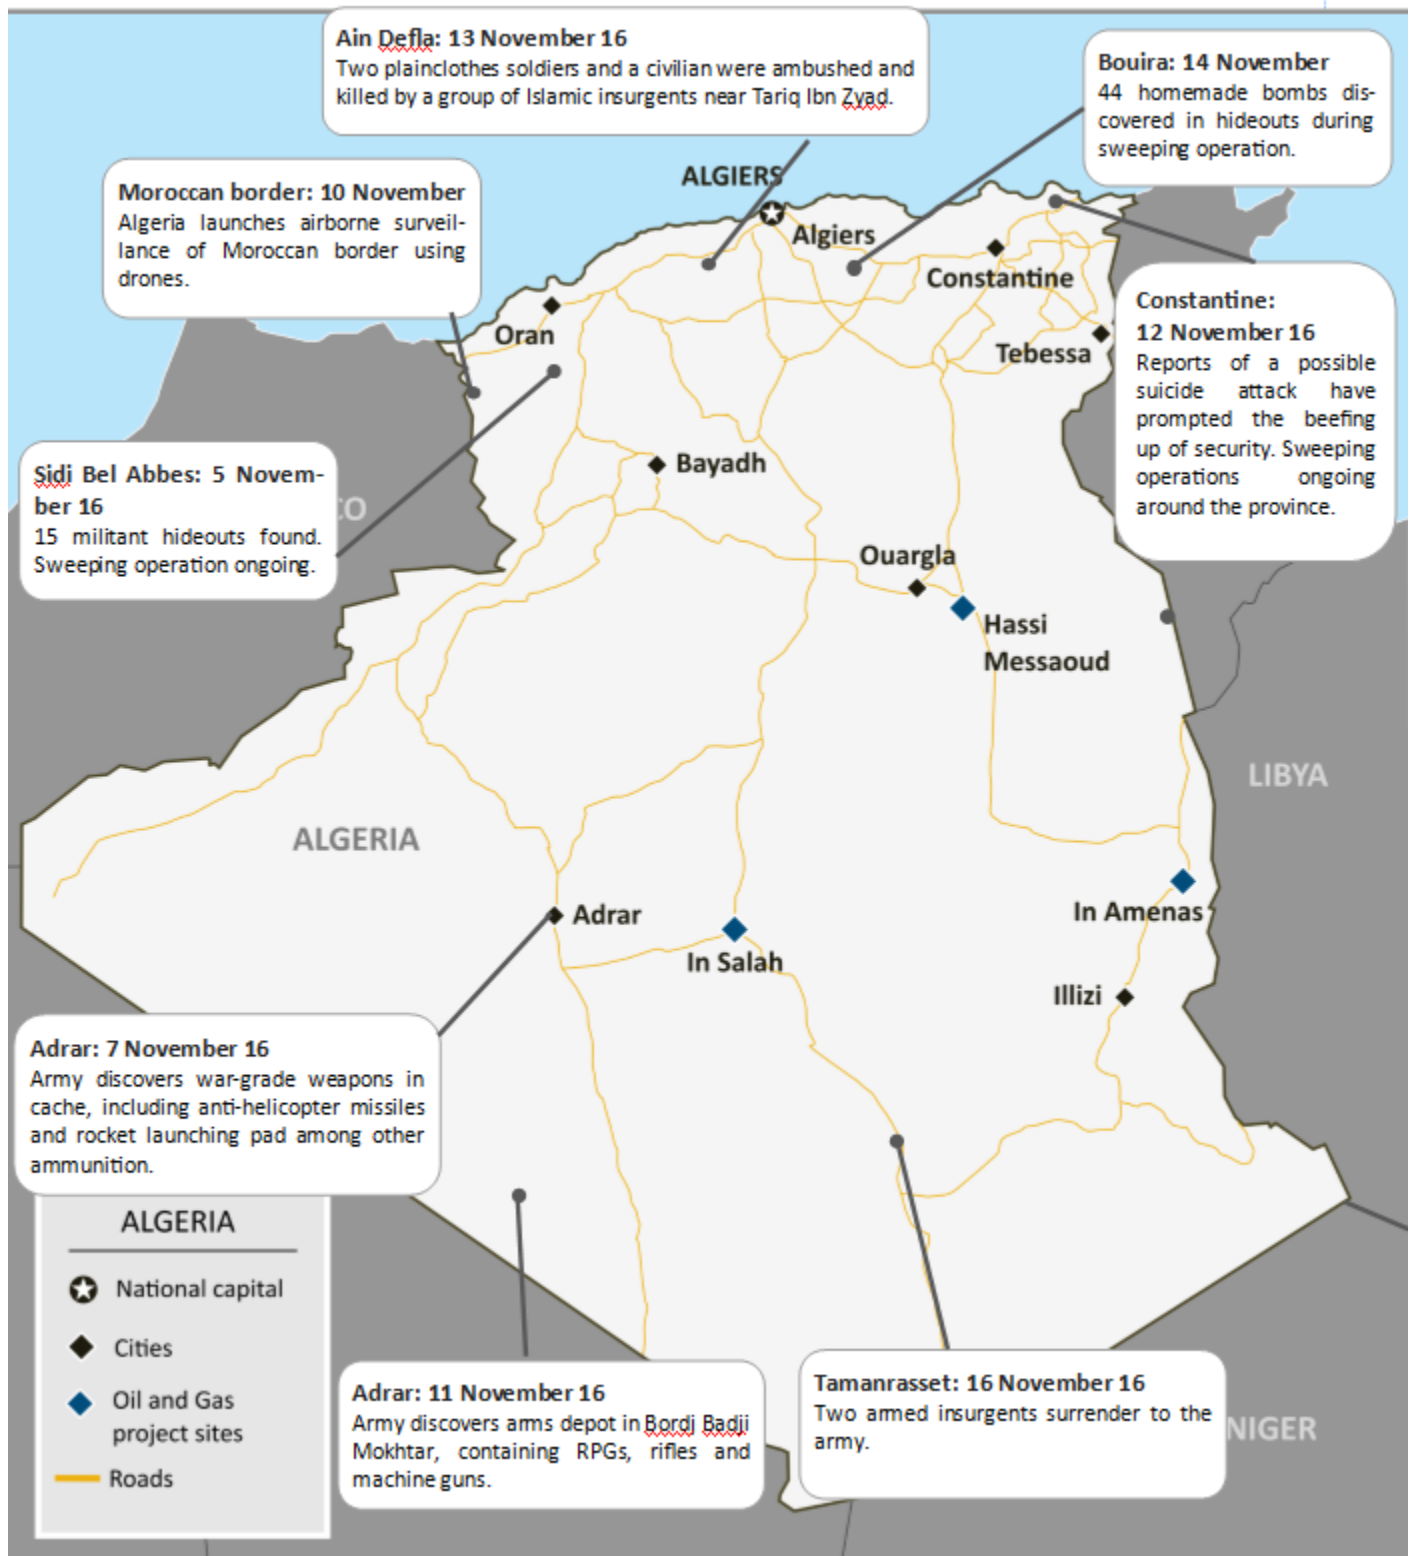 Ain Defla: 13 November 16
Two plainclothes soldiers and a civilian were ambushed and
killed by a group of Islamic insurgents near Tariq Ibn Zyad.
Bouira: 14 November
44 homemade bombs dis-
covered in hideouts during
sweeping operation.
Moroccan border: 10 November
Algeria launches airborne surveil-
lance of Moroccan border using
drones.
ALGIERS
Algiers
Constantine
Oran
Tebessa
Constantine:
12 November 16
Reports of a possible
suicide attack have
prompted the beefing
up of security. Sweeping
operations ongoing
around the province.
Sidi Bel Abbes: 5 Novem-
ber 16
15 militant hideouts found.
Sweeping operation ongoing.
CO
Bayadh
Ouargla
Hassi
Messaoud
LIBYA
ALGERIA
Adrar
In Salah
In Amenas
Illizi
Adrar: 7 November 16
Army discovers war-grade weapons in
cache, including anti-helicopter missiles
and rocket launching pad among other
ammunition.
ALGERIA
National capital
Cities
Oil and Gas
project sites
Roads
Adrar: 11 November 16
Army discovers arms depot in Bordj Badji
Mokhtar, containing RPGs, rifles and
machine guns.
Tamanrasset: 16 November 16
Two armed insurgents surrender to the
army.
NIGER